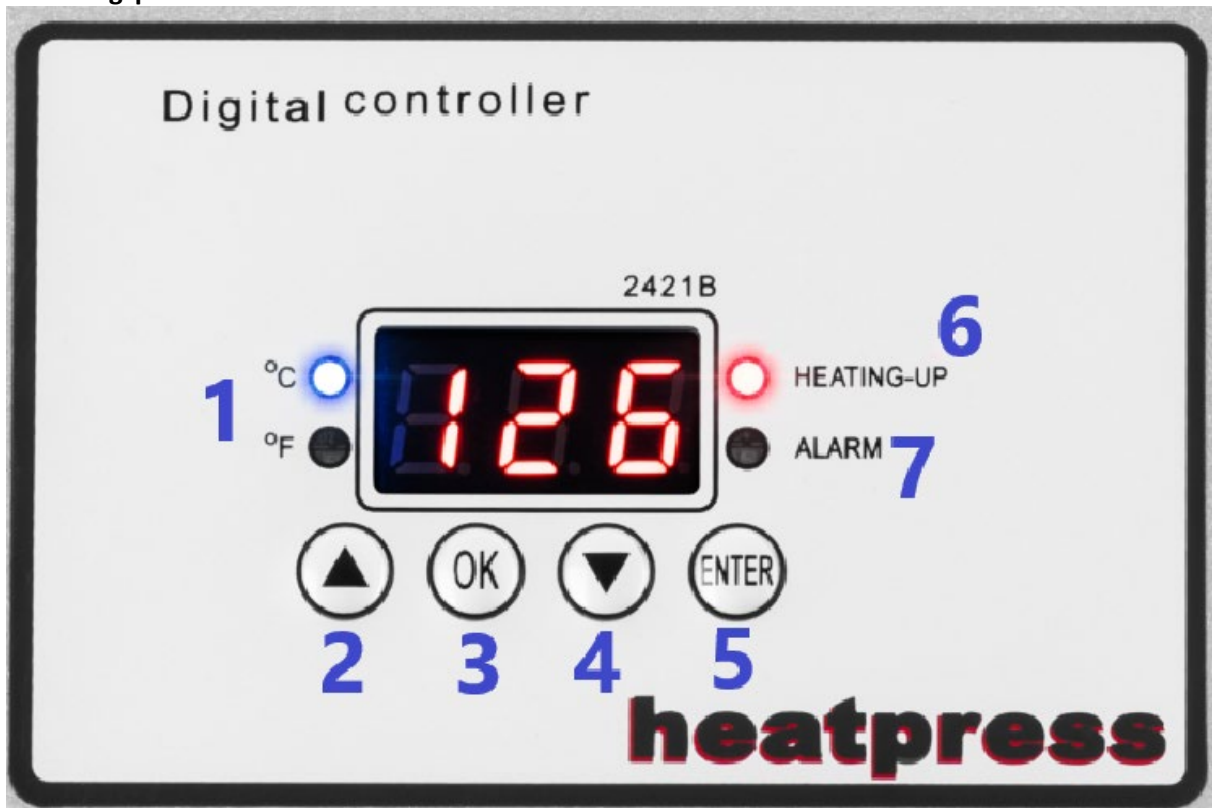 Digital controller
2421B
6
°C
126
HEATING-UP
1
°F
ALARM
7
OK
ENTER
2
3
4
5
heatpress